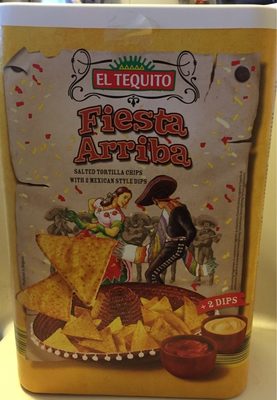 EL TEQUITO
Fiesta
Arriba
SALTED TORTILLA CHIPS
WITH 2 MEXICAN STYLE DIPS
+ 2 DIPS